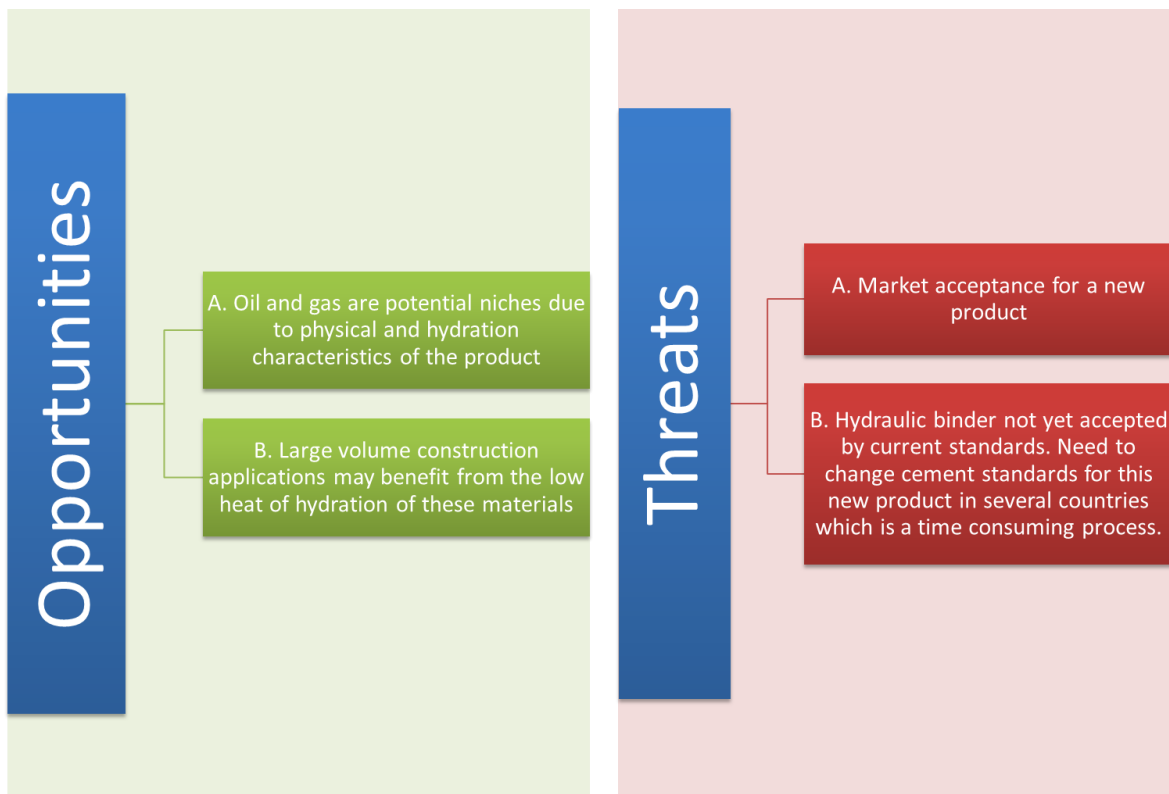 Opportunities
A. Oil and gas are potential niches due
to physical and hydration
characteristics of the product
B. Large volume construction
applications may benefit from the low
heat of hydration of these materials
Threats
A. Market acceptance for a new
product
B. Hydraulic binder not yet accepted
by current standards. Need to
change cement standards for this
new product in several countries
which is a time consuming process.